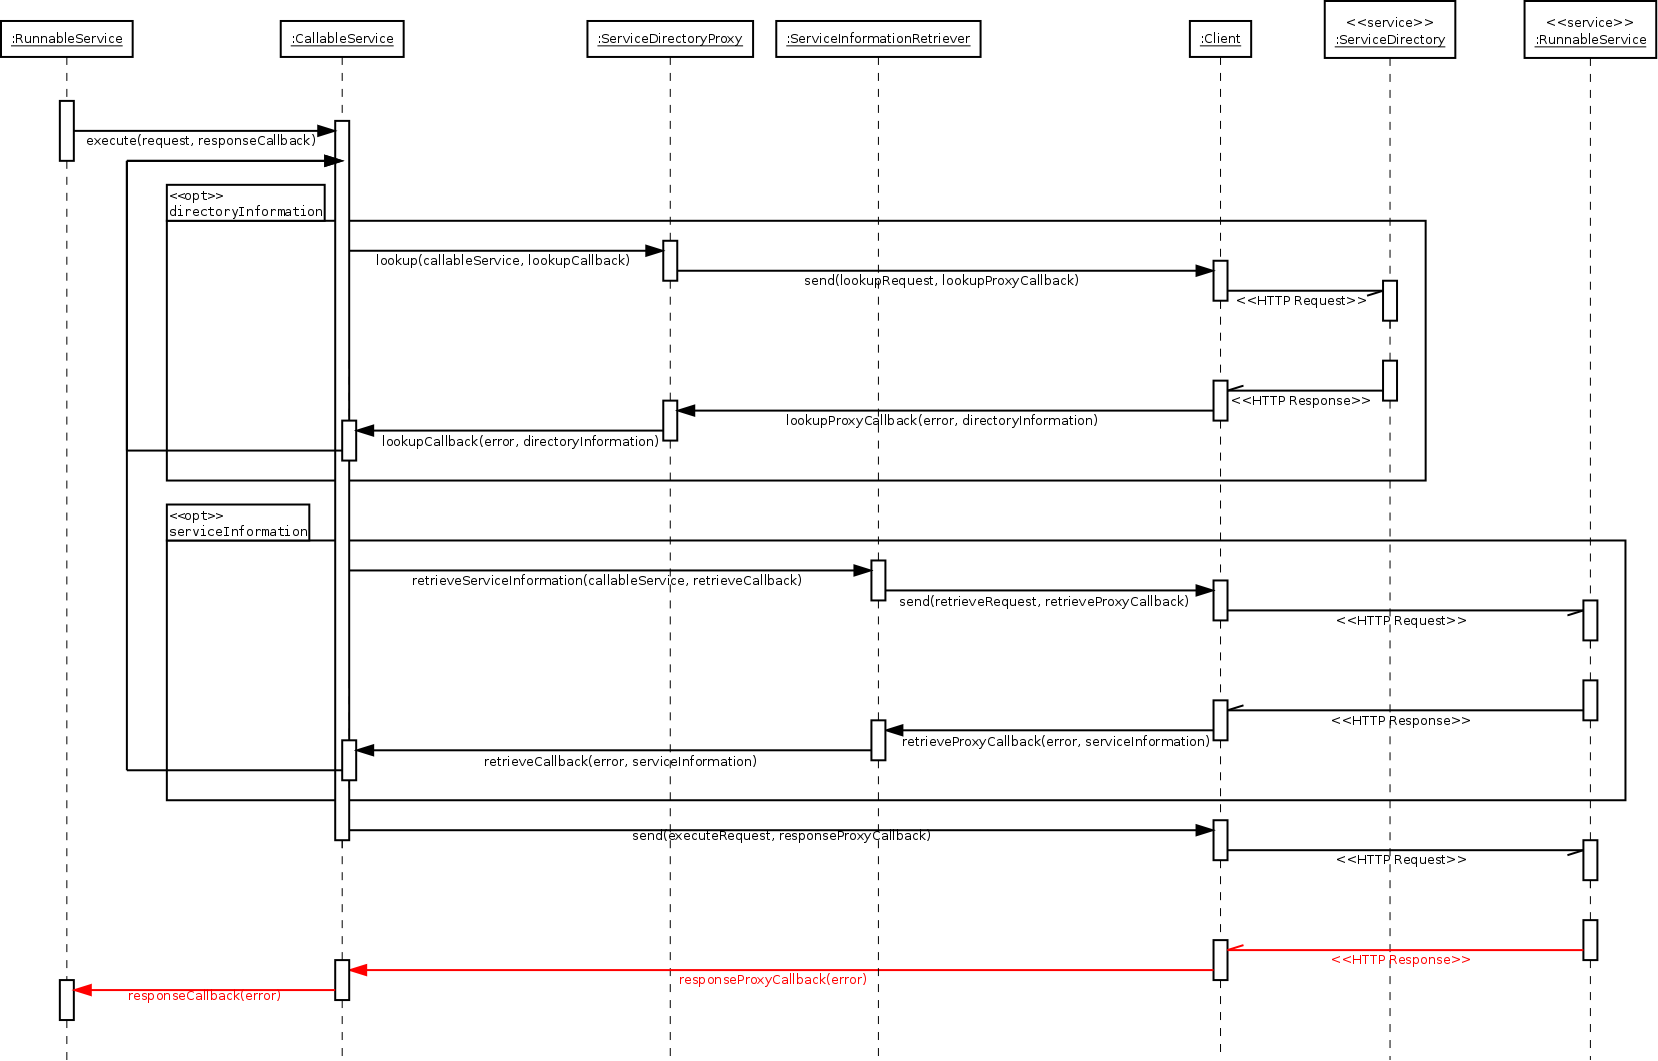 :RunnableService
:CallableService
:ServiceDirectoryProxy
:ServiceInformationRetriever
:Client
<<service>>
:ServiceDirectory
<<service>>
:RunnableService
execute(request, responseCallback)
<<opt>>
directoryInformation
lookup(callableService, lookupCallback)
send(lookupRequest, lookupProxyCallback)
<<HTTP Request>>
<<HTTP Response>>
lookupProxyCallback(error, directoryInformation)
lookupCallback(error, directoryInformation)
<<opt>>
serviceInformation
retrieveServiceInformation(callableService, retrieveCallback)
send(retrieveRequest, retrieveProxyCallback)
<<HTTP Request>>
<<HTTP Response>>
retrieveProxyCallback(error, serviceInformation)
retrieveCallback(error, serviceInformation)
send(executeRequest, responseProxyCallback)
<<HTTP Request>>
<<HTTP Response>>
responseProxyCallback(error)
responseCallback(error)